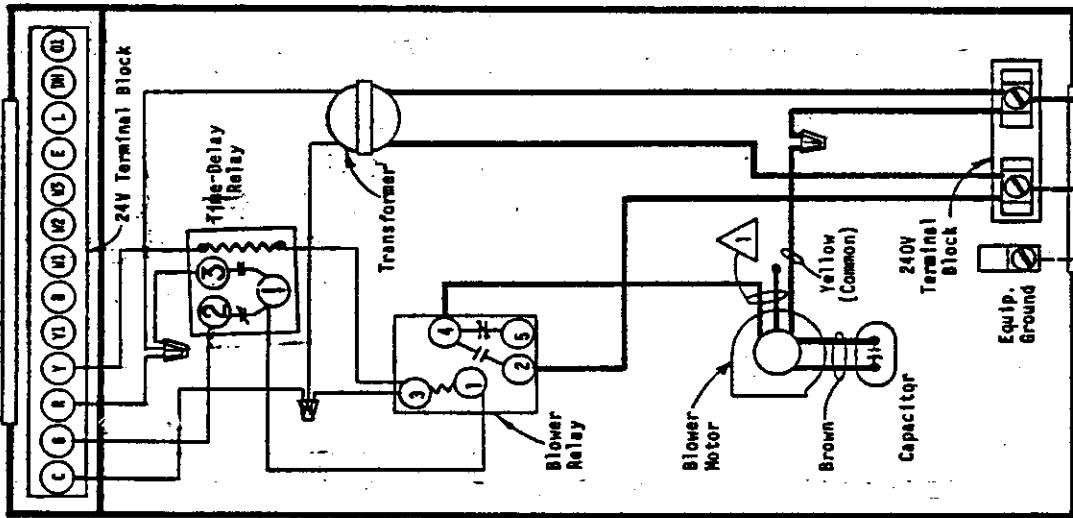 C
G
R
Y
Y1
W1
W2
W3
E
L
DH
24V Terminal Block
Time-Delay
Relay
2
3
1
Transformer
3
1
4
2
5
Blower
Relay
Blower
Motor
1
Yellow
(Common)
Brown
Capacitor
240V
Terminal
Block
Equip.
Ground